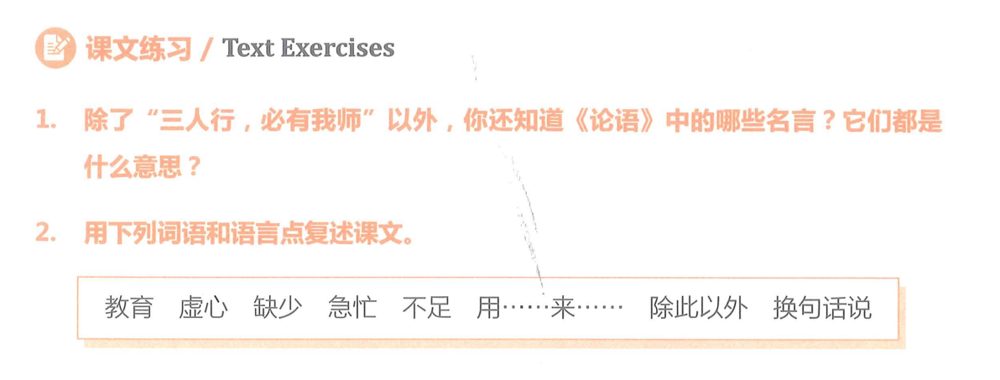 课文练习 / Text Exercises
1. 除了“三人行，必有我师”以外，你还知道《论语》中的哪些名言？它们都是
什么意思？
2. 用下列词语和语言点复述课文。
教育 虚心 缺少 急忙 不足 用……来…… 除此以外 换句话说